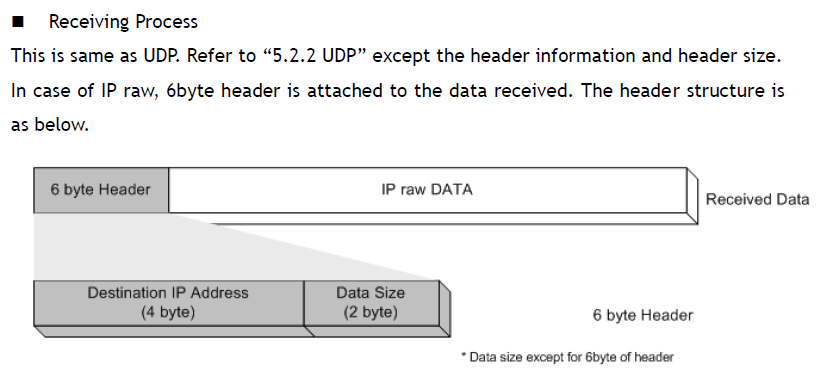 ■ Receiving Process
This is same as UDP. Refer to “5.2.2 UDP” except the header information and header size.
In case of IP raw, 6byte header is attached to the data received. The header structure is
as below.
6 byte Header
IP raw DATA
Received Data
Destination IP Address
(4 byte)
Data Size
(2 byte)
6 byte Header
* Data size except for 6byte of header